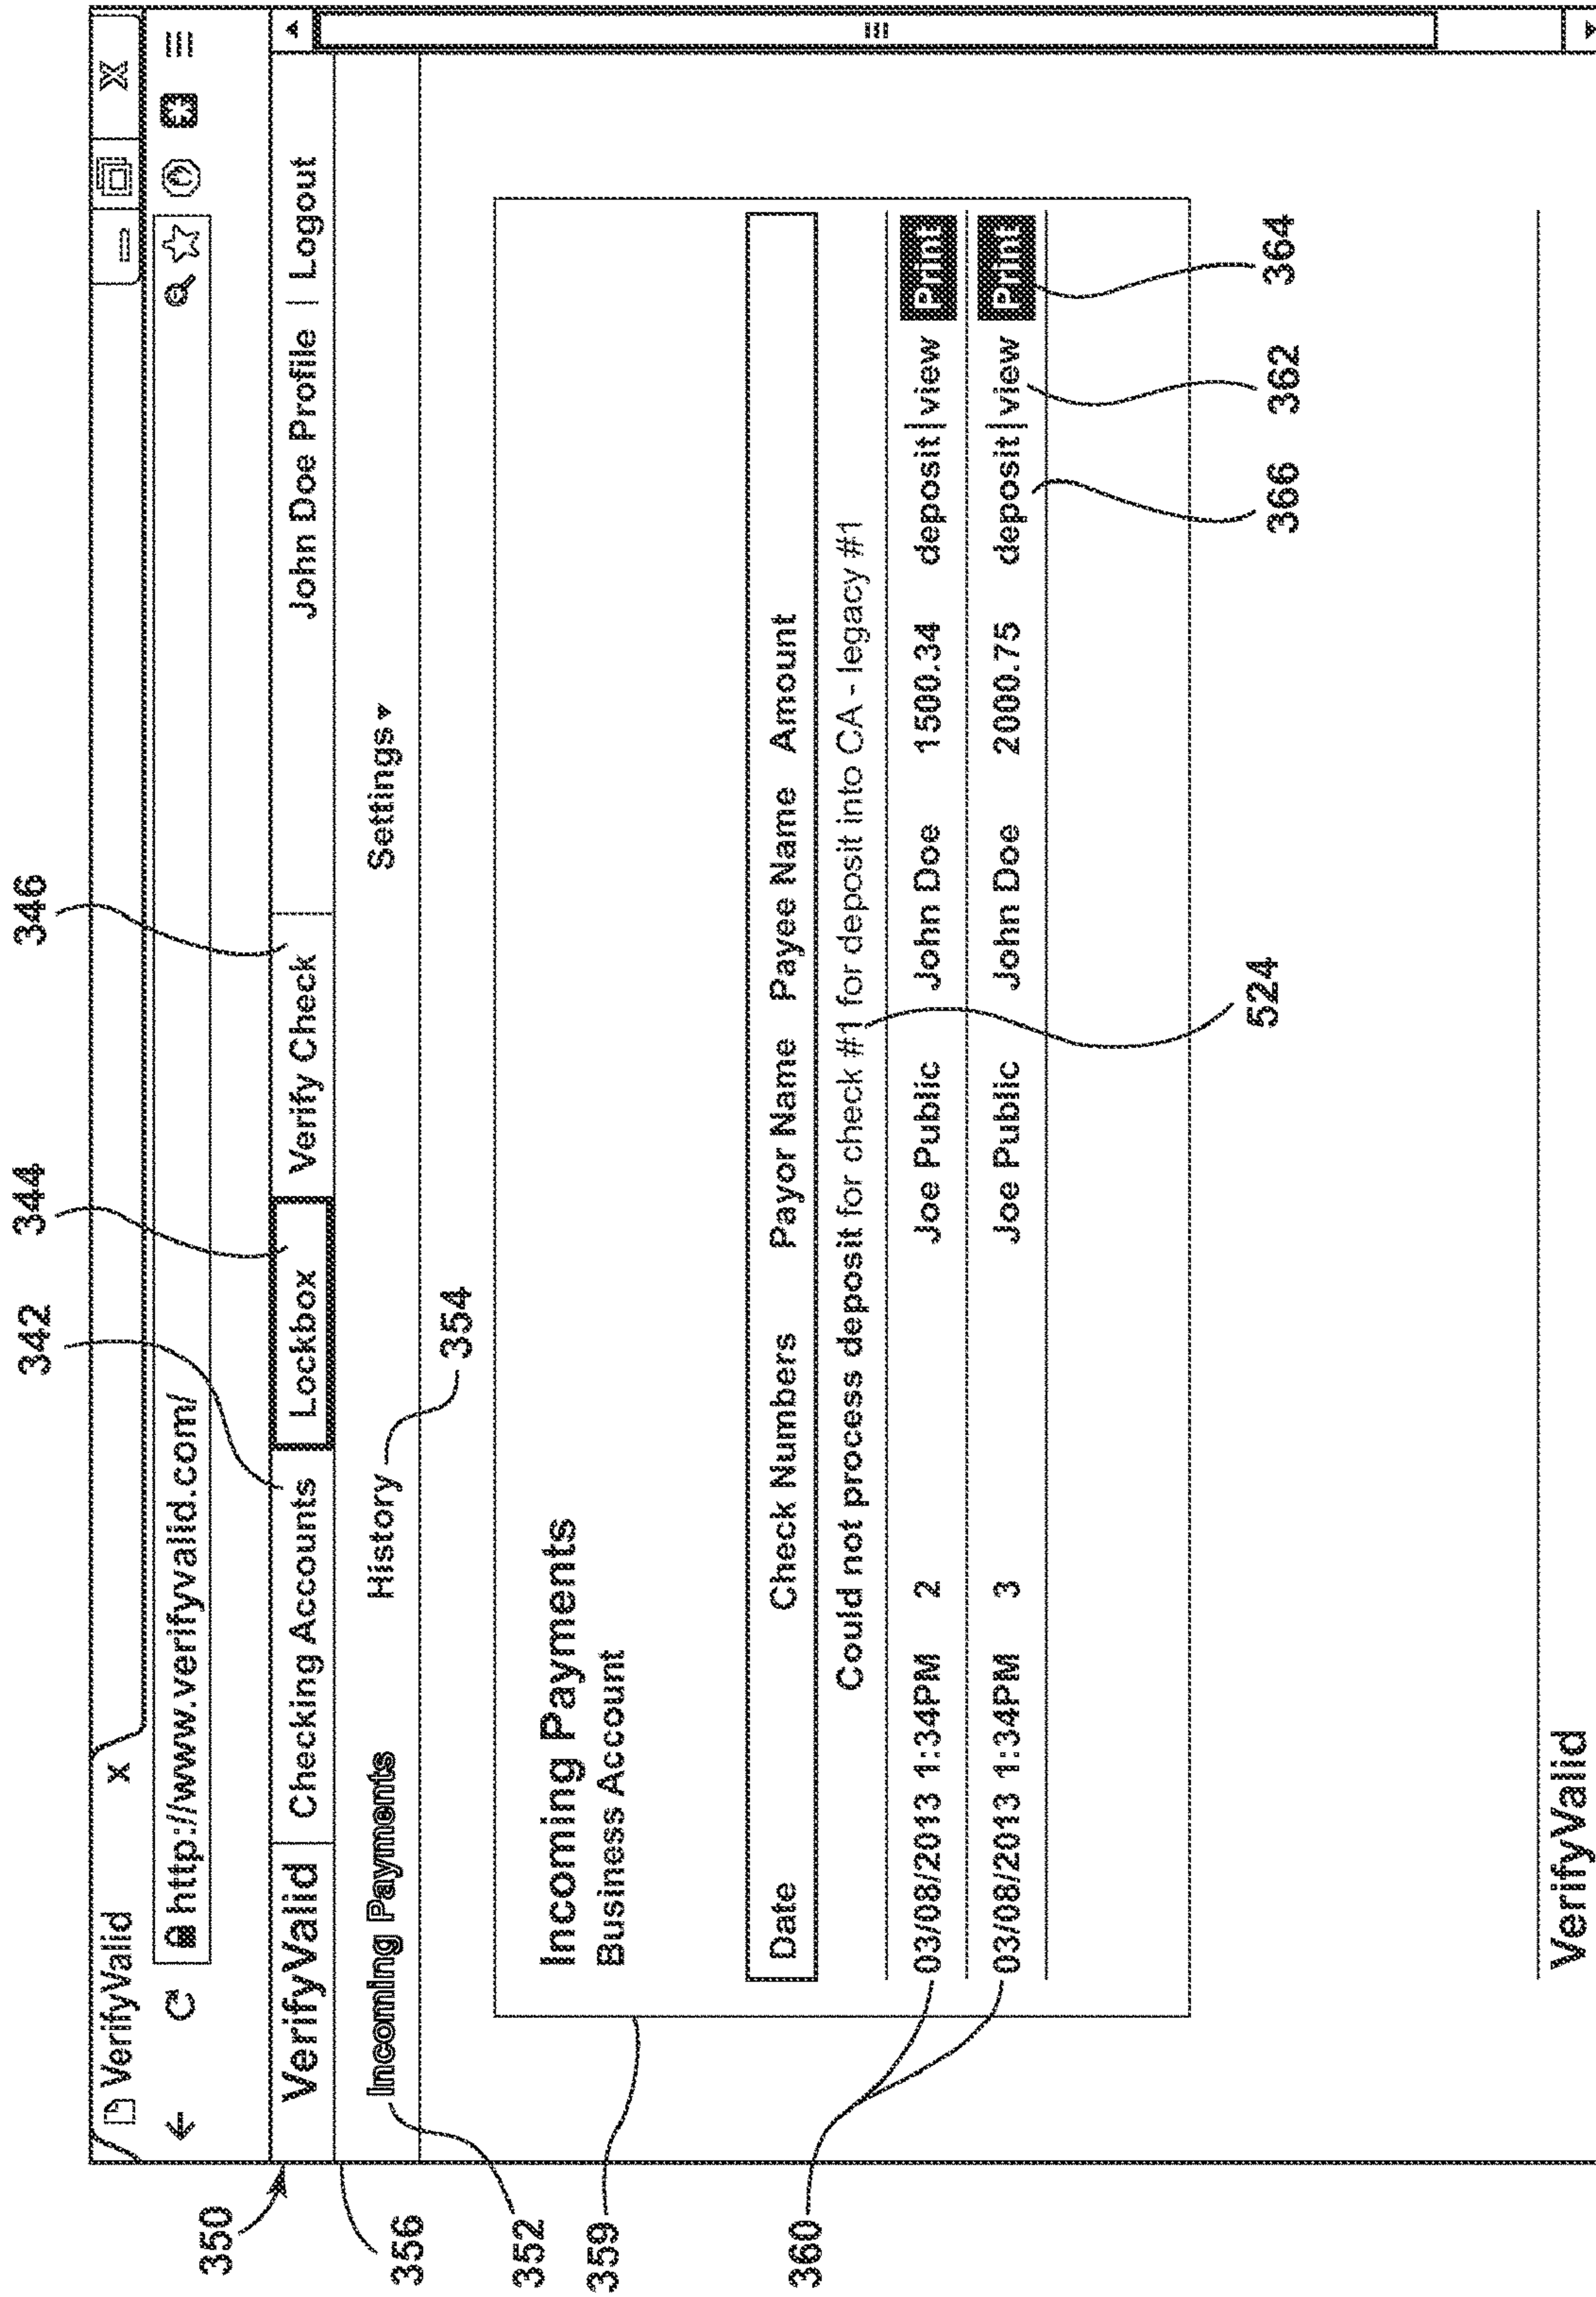 342 344 346
VerifyValid x
http://www.verifyvalid.com/
350
VerifyValid Checking Accounts Lockbox Verify Check John Doe Profile | Logout
356
Incoming Payments History Settings
352
354
359
Incoming Payments
Business Account
Date Check Numbers Payor Name Payee Name Amount
Could not process deposit for check #1 for deposit into CA - legacy #1
360
03/08/2013 1:34PM 2 Joe Public John Doe 1500.34 deposit|view Print
03/08/2013 1:34PM 3 Joe Public John Doe 2000.75 deposit|view Print
524
366 362 364
VerifyValid